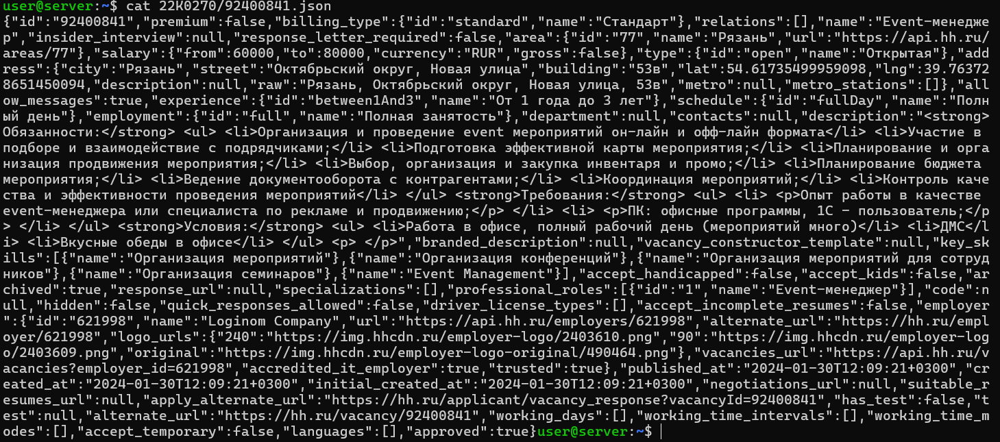 user@server:~$ cat 22K0270/92400841.json
{"id":"92400841","premium":false,"billing_type":{"id":"standard","name":"Стандарт"},"relations":[],"name":"Event-менедже
р","insider_interview":null,"response_letter_required":false,"area":{"id":"77","name":"Рязань","url":"https://api.hh.ru/
areas/77"},"salary":{"from":60000,"to":80000,"currency":"RUR","gross":false},"type":{"id":"open","name":"Открытая"},"add
ress":{"city":"Рязань","street":"Октябрьский округ, Новая улица","building":"53в","lat":54.61735499959098,"lng":39.76372
8651450094,"description":null,"raw":"Рязань, Октябрьский округ, Новая улица, 53в","metro":null,"metro_stations":[]},"all
ow_messages":true,"experience":{"id":"between1And3","name":"От 1 года до 3 лет"},"schedule":{"id":"fullDay","name":"Полн
ый день"},"employment":{"id":"full","name":"Полная занятость"},"department":null,"contacts":null,"description":"<strong>
Обязанности:</strong> <ul> <li>Организация и проведение event мероприятий он-лайн и офф-лайн формата</li> <li>Участие в
подборе и взаимодействие с подрядчиками;</li> <li>Подготовка эффективной карты мероприятия;</li> <li>Планирование и орга
низация продвижения мероприятия;</li> <li>Выбор, организация и закупка инвентаря и промо;</li> <li>Планирование бюджета
мероприятия;</li> <li>Ведение документооборота с контрагентами;</li> <li>Координация мероприятий;</li> <li>Контроль каче
ства и эффективности проведения мероприятий</li> </ul> <strong>Требования:</strong> <ul> <li> <p>Опыт работы в качестве
event-менеджера или специалиста по рекламе и продвижению;</p> </li> <li> <p>ПК: офисные программы, 1С – пользователь;</p
> </li> </ul> <strong>Условия:</strong> <ul> <li>Работа в офисе, полный рабочий день (мероприятий много)</li> <li>ДМС</l
i> <li>Вкусные обеды в офисе</li> </ul> <p> </p>","branded_description":null,"vacancy_constructor_template":null,"key_sk
ills":[{"name":"Организация мероприятий"},{"name":"Организация конференций"},{"name":"Организация мероприятий для сотруд
ников"},{"name":"Организация семинаров"},{"name":"Event Management"}],"accept_handicapped":false,"accept_kids":false,"ar
chived":true,"response_url":null,"specializations":[],"professional_roles":[{"id":"1","name":"Event-менеджер"}],"code":n
ull,"hidden":false,"quick_responses_allowed":false,"driver_license_types":[],"accept_incomplete_resumes":false,"employer
":{"id":"621998","name":"Loginom Company","url":"https://api.hh.ru/employers/621998","alternate_url":"https://hh.ru/empl
oyer/621998","logo_urls":{"240":"https://img.hhcdn.ru/employer-logo/2403610.png","90":"https://img.hhcdn.ru/employer-log
o/2403609.png","original":"https://img.hhcdn.ru/employer-logo-original/490464.png"},"vacancies_url":"https://api.hh.ru/v
acancies?employer_id=621998","accredited_it_employer":true,"trusted":true},"published_at":"2024-01-30T12:09:21+0300","cr
eated_at":"2024-01-30T12:09:21+0300","initial_created_at":"2024-01-30T12:09:21+0300","negotiations_url":null,"suitable_r
esumes_url":null,"apply_alternate_url":"https://hh.ru/applicant/vacancy_response?vacancyId=92400841","has_test":false,"t
est":null,"alternate_url":"https://hh.ru/vacancy/92400841","working_days":[],"working_time_intervals":[],"working_time_m
odes":[],"accept_temporary":false,"languages":[],"approved":true}user@server:~$